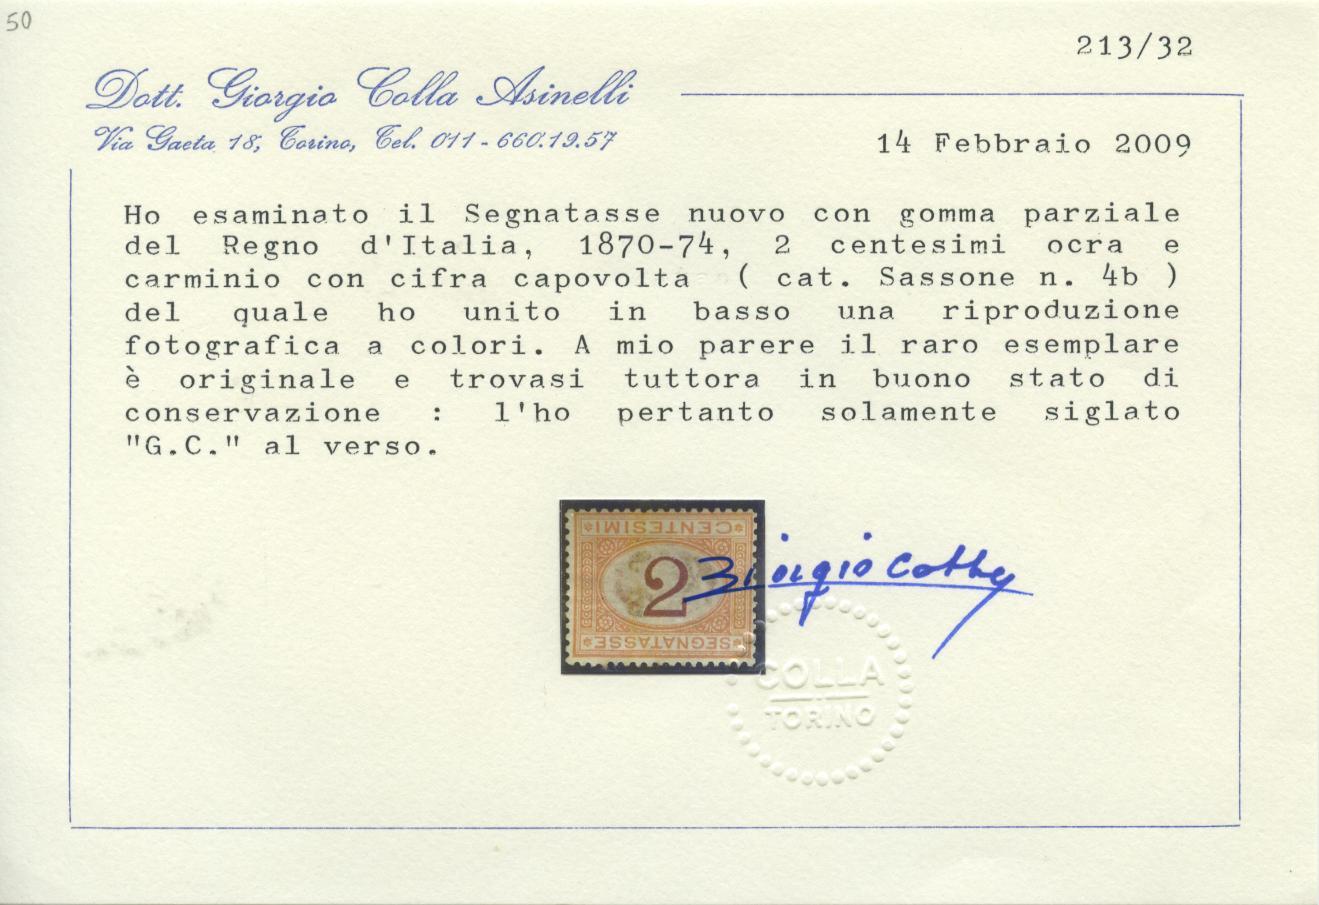 50
213/32
Dott. Giorgio Colla Asinelli
Via Gaeta 18, Torino, Tel. 011 - 660.19.57
14 Febbraio 2009
Ho esaminato il Segnatasse nuovo con gomma parziale
del Regno d'Italia, 1870-74, 2 centesimi ocra e
carminio con cifra capovolta ( cat. Sassone n. 4b )
del quale ho unito in basso una riproduzione
fotografica a colori. A mio parere il raro esemplare
è originale e trovasi tuttora in buono stato di
conservazione : l'ho pertanto solamente siglato
"G.C." al verso.
CENTESIMI
2
SEGNATASSE
Giorgio Colla
COLLA
TORINO